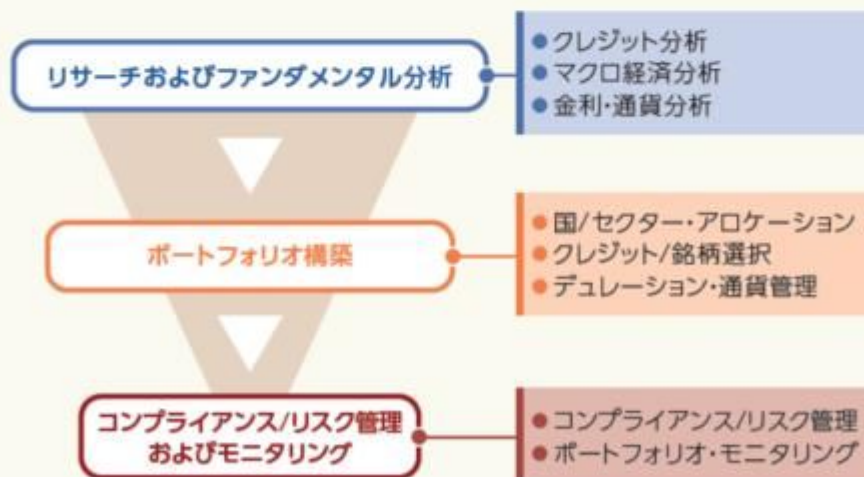 リサーチおよびファンダメンタル分析
●クレジット分析
●マクロ経済分析
●金利・通貨分析
ポートフォリオ構築
●国/セクター・アロケーション
●クレジット/銘柄選択
●デュレーション・通貨管理
コンプライアンス/リスク管理
およびモニタリング
●コンプライアンス/リスク管理
●ポートフォリオ・モニタリング